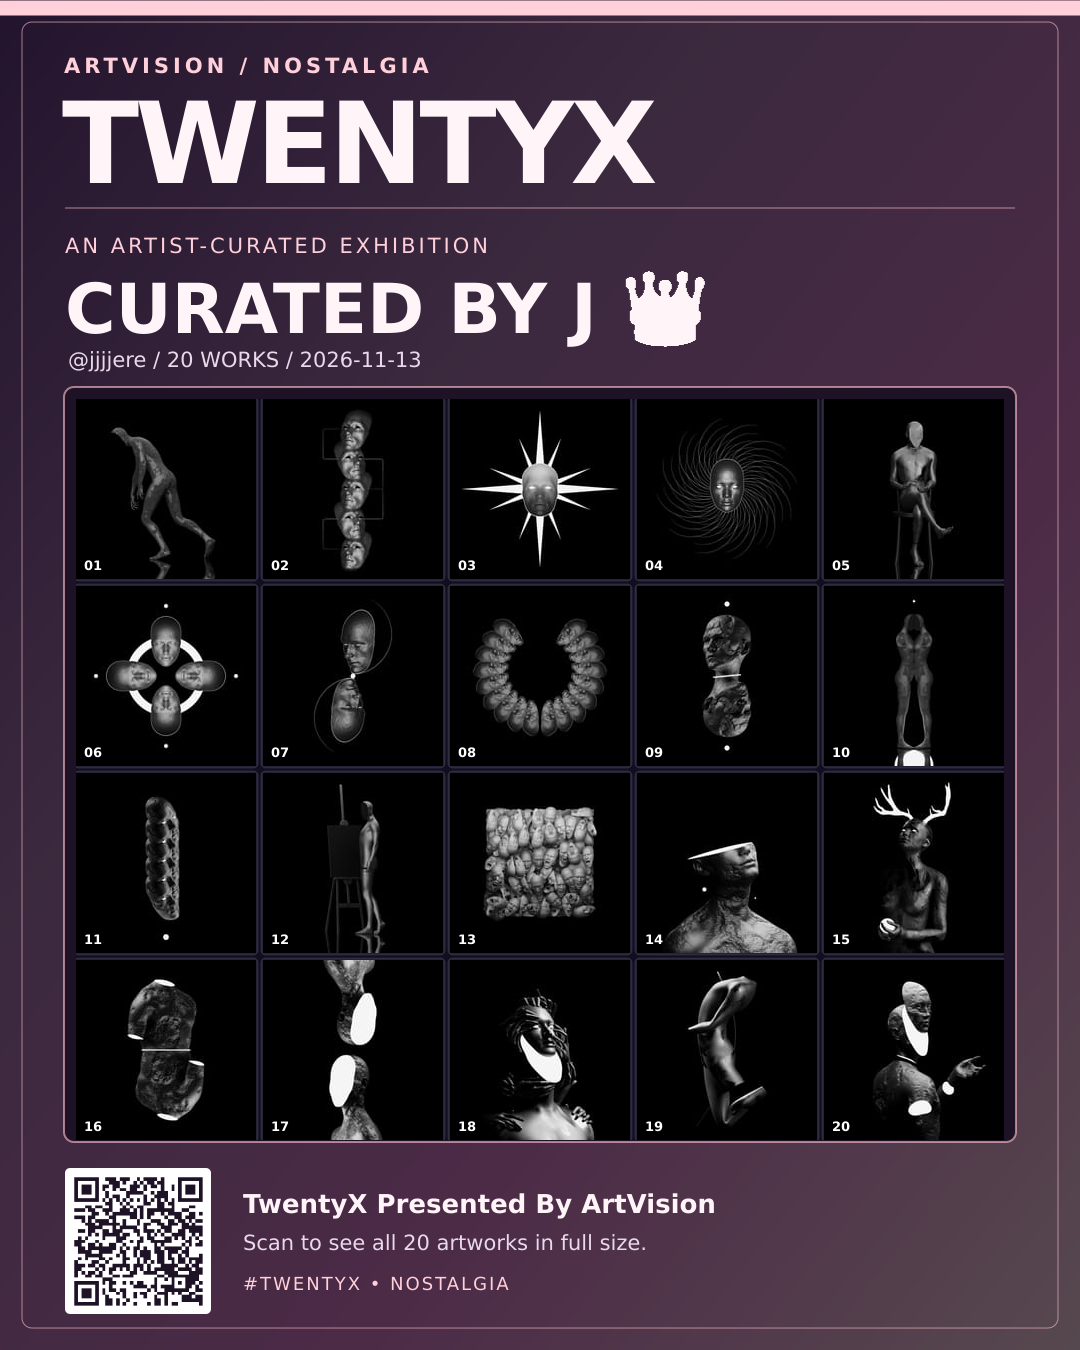 ARTVISION / NOSTALGIA
TWENTYX
AN ARTIST-CURATED EXHIBITION
CURATED BY J
@jjjjere / 20 WORKS / 2026-11-13
01
02
03
04
05
06
07
08
09
10
11
12
13
14
15
16
17
18
19
20
TwentyX Presented By ArtVision
Scan to see all 20 artworks in full size.
#TWENTYX • NOSTALGIA